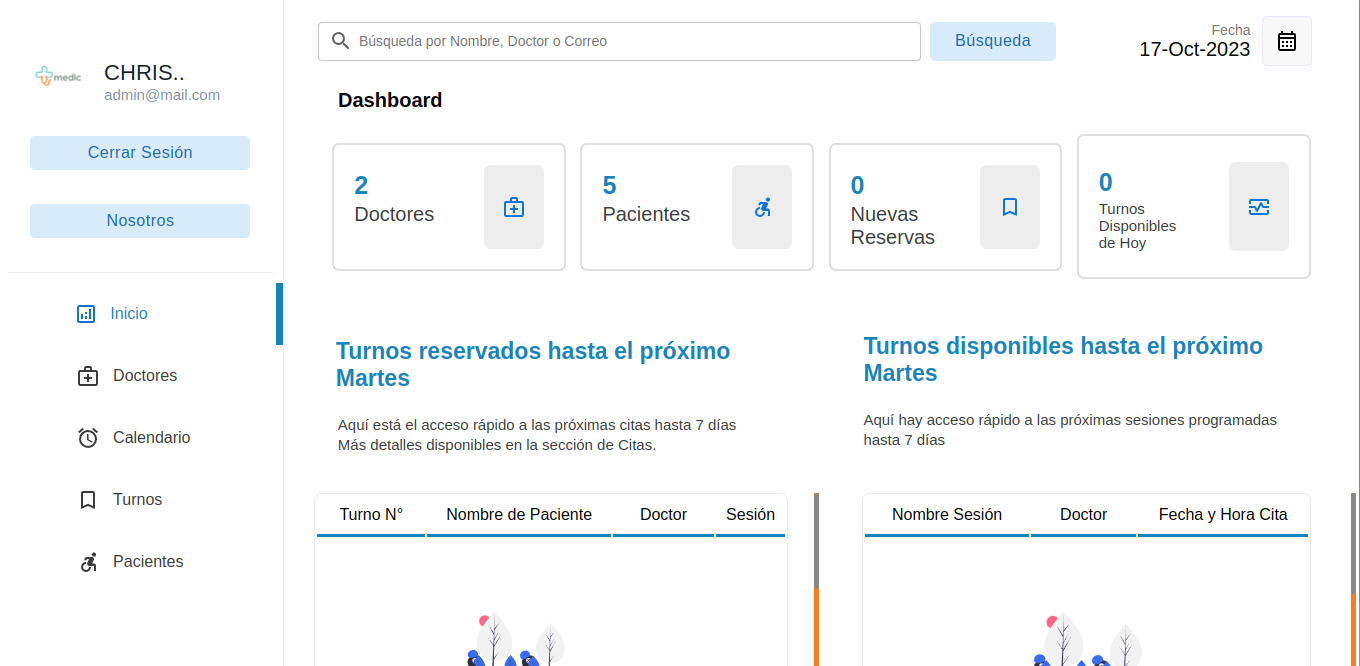 medic
CHRIS..
admin@mail.com
Cerrar Sesión
Nosotros
Inicio
Doctores
Calendario
Turnos
Pacientes
Búsqueda por Nombre, Doctor o Correo
Búsqueda
Fecha
17-Oct-2023
Dashboard
2
Doctores
5
Pacientes
0
Nuevas
Reservas
0
Turnos
Disponibles
de Hoy
Turnos reservados hasta el próximo
Martes
Aquí está el acceso rápido a las próximas citas hasta 7 días
Más detalles disponibles en la sección de Citas.
Turno N° Nombre de Paciente Doctor Sesión
Turnos disponibles hasta el próximo
Martes
Aquí hay acceso rápido a las próximas sesiones programadas
hasta 7 días
Nombre Sesión Doctor Fecha y Hora Cita